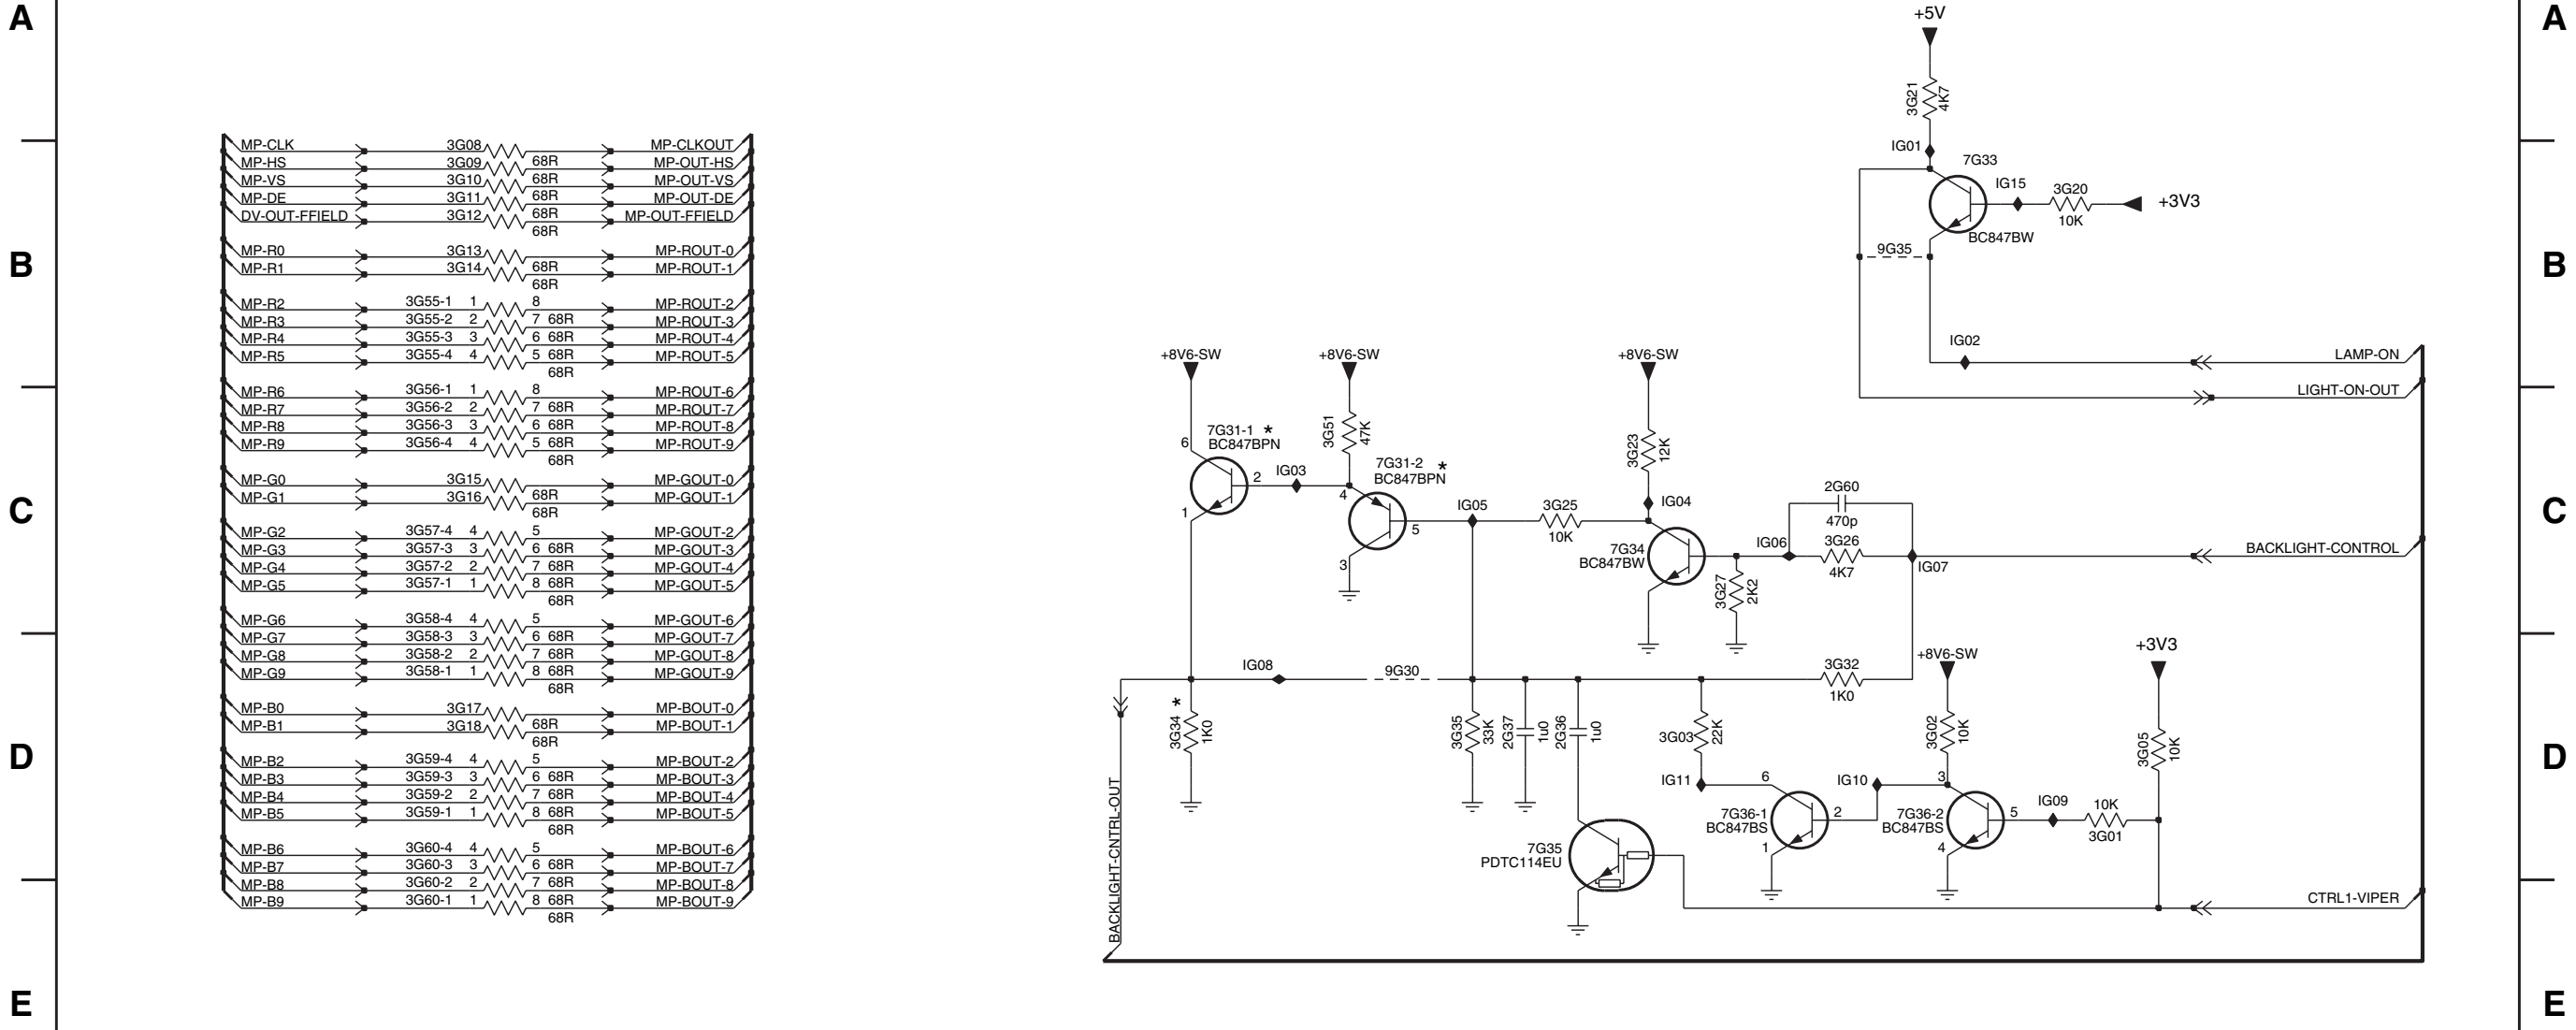 A A
+5V
3G21
4K7
IG01
7G33
IG15
3G20
10K
+3V3
BC847BW
B B
9G35
IG02
LAMP-ON
LIGHT-ON-OUT
MP-CLK 3G08 68R MP-CLKOUT
MP-HS 3G09 68R MP-OUT-HS
MP-VS 3G10 68R MP-OUT-VS
MP-DE 3G11 68R MP-OUT-DE
DV-OUT-FFIELD 3G12 68R MP-OUT-FFIELD
MP-R0 3G13 68R MP-ROUT-0
MP-R1 3G14 68R MP-ROUT-1
MP-R2 3G55-1 1 8 68R MP-ROUT-2
MP-R3 3G55-2 2 7 68R MP-ROUT-3
MP-R4 3G55-3 3 6 68R MP-ROUT-4
MP-R5 3G55-4 4 5 68R MP-ROUT-5
MP-R6 3G56-1 1 8 68R MP-ROUT-6
MP-R7 3G56-2 2 7 68R MP-ROUT-7
MP-R8 3G56-3 3 6 68R MP-ROUT-8
MP-R9 3G56-4 4 5 68R MP-ROUT-9
MP-G0 3G15 68R MP-GOUT-0
MP-G1 3G16 68R MP-GOUT-1
MP-G2 3G57-4 4 5 68R MP-GOUT-2
MP-G3 3G57-3 3 6 68R MP-GOUT-3
MP-G4 3G57-2 2 7 68R MP-GOUT-4
MP-G5 3G57-1 1 8 68R MP-GOUT-5
MP-G6 3G58-4 4 5 68R MP-GOUT-6
MP-G7 3G58-3 3 6 68R MP-GOUT-7
MP-G8 3G58-2 2 7 68R MP-GOUT-8
MP-G9 3G58-1 1 8 68R MP-GOUT-9
MP-B0 3G17 68R MP-BOUT-0
MP-B1 3G18 68R MP-BOUT-1
MP-B2 3G59-4 4 5 68R MP-BOUT-2
MP-B3 3G59-3 3 6 68R MP-BOUT-3
MP-B4 3G59-2 2 7 68R MP-BOUT-4
MP-B5 3G59-1 1 8 68R MP-BOUT-5
MP-B6 3G60-4 4 5 68R MP-BOUT-6
MP-B7 3G60-3 3 6 68R MP-BOUT-7
MP-B8 3G60-2 2 7 68R MP-BOUT-8
MP-B9 3G60-1 1 8 68R MP-BOUT-9
+8V6-SW +8V6-SW +8V6-SW
7G31-1 *
BC847BPN
6
2
1
IG03
3G51
47K
7G31-2 *
BC847BPN
4
5
3
IG05
3G25
10K
3G23
12K
IG04
7G34
BC847BW
C C
2G60
470p
IG06
3G26
4K7
IG07
3G27
2K2
BACKLIGHT-CONTROL
IG08
9G30
3G32
1K0
+8V6-SW
+3V3
*
3G34
1K0
3G35
33K
2G37
1u0
2G36
1u0
3G03
22K
3G02
10K
3G05
10K
D D
IG11
6
7G36-1
BC847BS
2
1
IG10
3
7G36-2
BC847BS
5
4
IG09
10K
3G01
7G35
PDTC114EU
CTRL1-VIPER
BACKLIGHT-CNTRL-OUT
E E